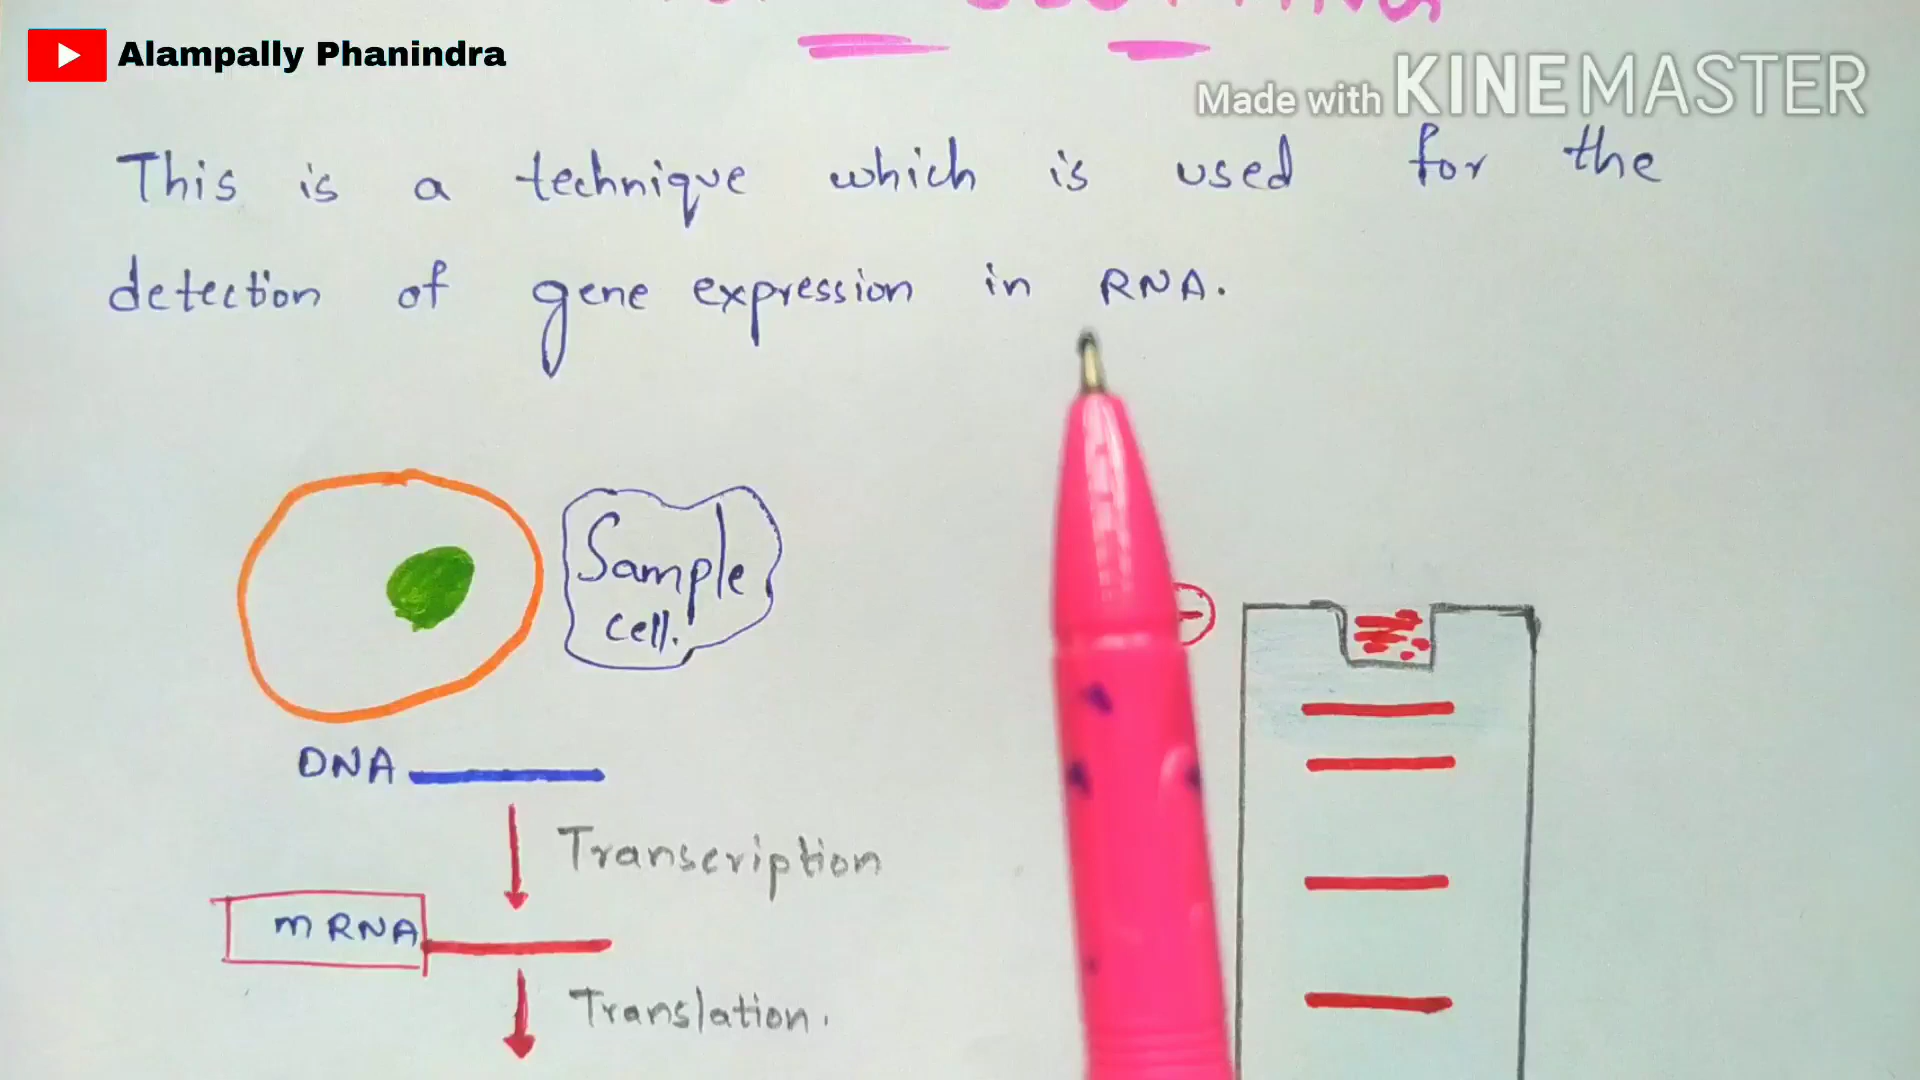 Alampally Phanindra
Made with KINEMASTER
This is a technique which is used for the
detection of gene expression in RNA.
Sample
cell.
DNA
Transcription
mRNA
Translation.